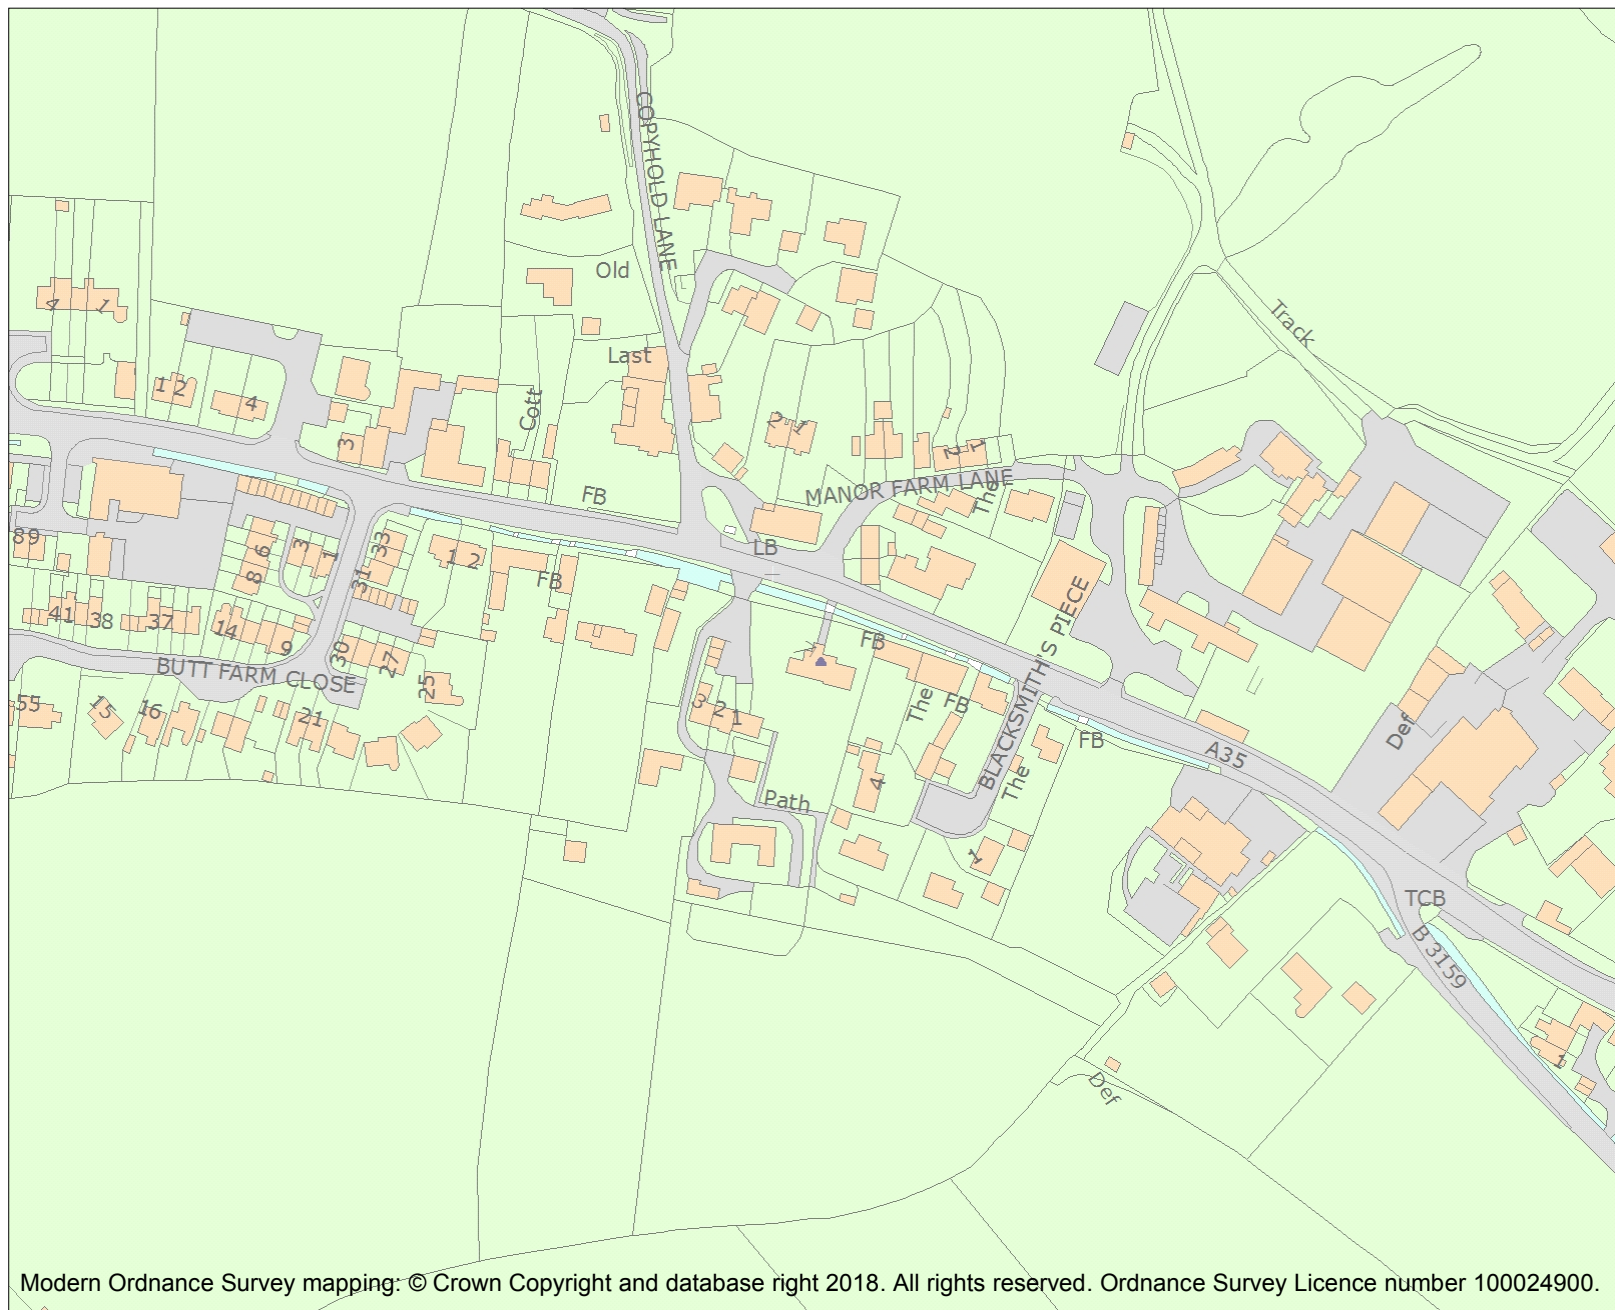 COPYHOLD LANE
Old
4
1
Track
Last
1 2
4
Cott
2
1
3
2
1
MANOR FARM LANE
The
FB
LB
89
6
3
1
33
8
31
1 2
FB
BLACKSMITH'S PIECE
41
38
37
14
9
30
27
FB
BUTT FARM CLOSE
25
55
15
16
21
3 2 1
The
FB
FB
A35
Def
4
The
Path
1
TCB
B 3159
1
Def
Modern Ordnance Survey mapping: © Crown Copyright and database right 2018. All rights reserved. Ordnance Survey Licence number 100024900.